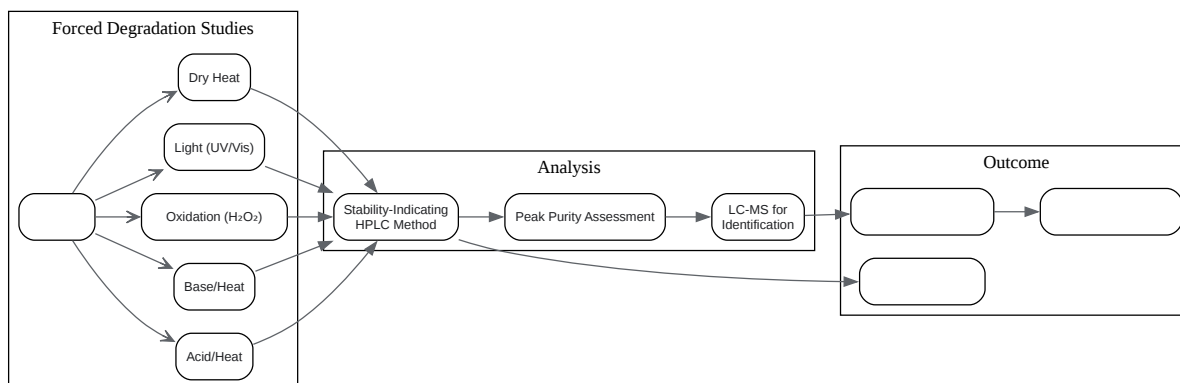 Forced Degradation Studies
Dry Heat
Light (UV/Vis)
Oxidation (H₂O₂)
Base/Heat
Acid/Heat
Analysis
Stability-Indicating
HPLC Method
Peak Purity Assessment
LC-MS for
Identification
Outcome